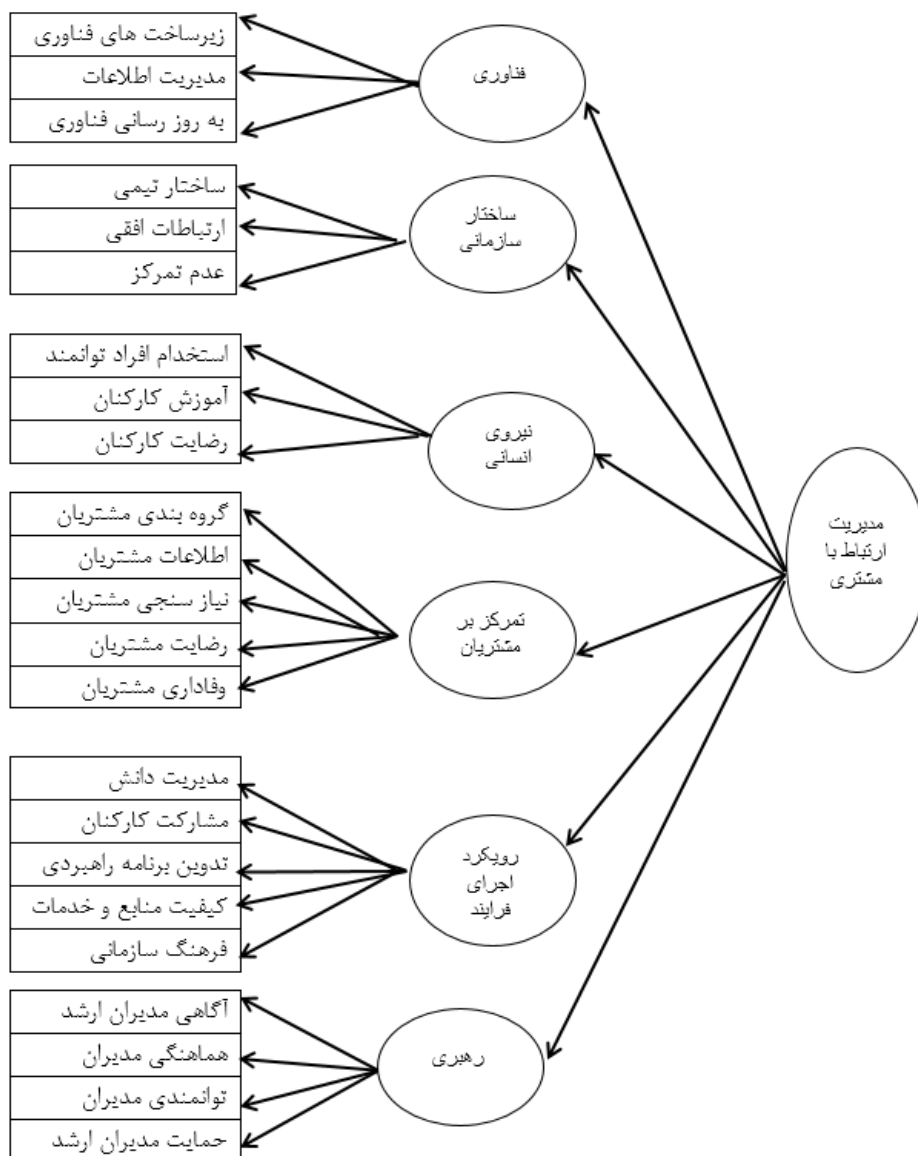 مدیریت
ارتباط با
مشتری
فناوری
زیرساخت های فناوری
مدیریت اطلاعات
به روز رسانی فناوری
ساختار
سازمانی
ساختار تیمی
ارتباطات افقی
عدم تمرکز
نیروی
انسانی
استخدام افراد توانمند
آموزش کارکنان
رضایت کارکنان
تمرکز بر
مشتریان
گروه بندی مشتریان
اطلاعات مشتریان
نیاز سنجی مشتریان
رضایت مشتریان
وفاداری مشتریان
رویکرد
اجرای
فرایند
مدیریت دانش
مشارکت کارکنان
تدوین برنامه راهبردی
کیفیت منابع و خدمات
فرهنگ سازمانی
رهبری
آگاهی مدیران ارشد
هماهنگی مدیران
توانمندی مدیران
حمایت مدیران ارشد